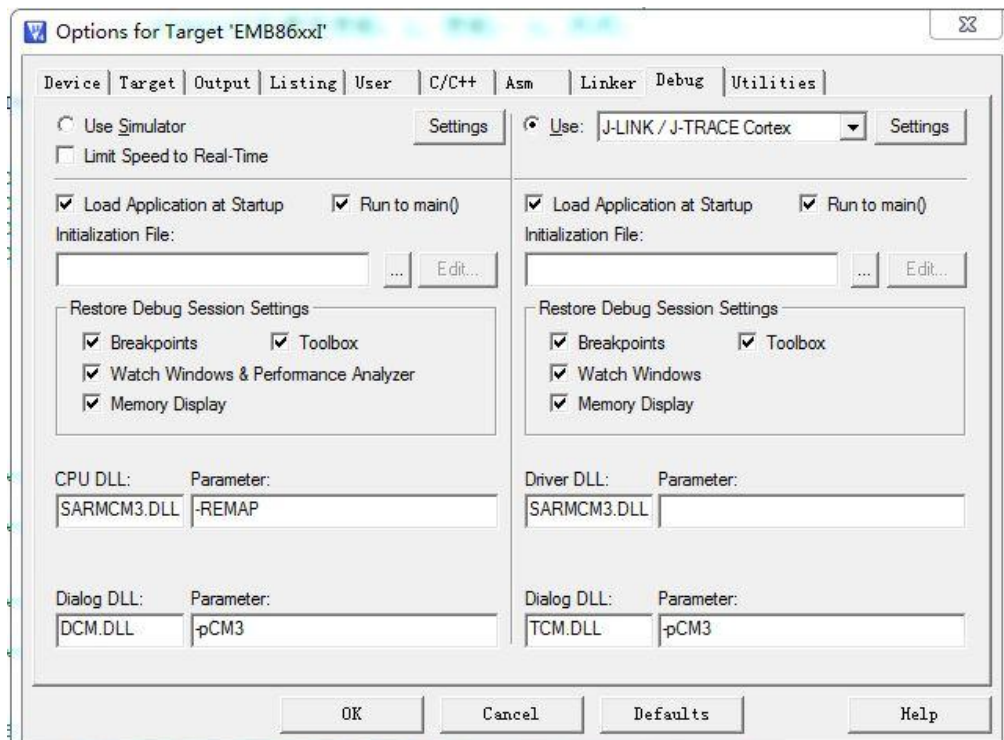 Options for Target 'EMB86xxI'
Device Target Output Listing User C/C++ Asm Linker Debug Utilities
Use Simulator Settings
Limit Speed to Real-Time
Use: J-LINK / J-TRACE Cortex Settings
Load Application at Startup Run to main()
Initialization File:
... Edit...
Load Application at Startup Run to main()
Initialization File:
... Edit...
Restore Debug Session Settings
Breakpoints Toolbox
Watch Windows & Performance Analyzer
Memory Display
Restore Debug Session Settings
Breakpoints Toolbox
Watch Windows
Memory Display
CPU DLL: Parameter:
SARMCM3.DLL -REMAP
Driver DLL: Parameter:
SARMCM3.DLL
Dialog DLL: Parameter:
DCM.DLL -pCM3
Dialog DLL: Parameter:
TCM.DLL -pCM3
OK Cancel Defaults Help